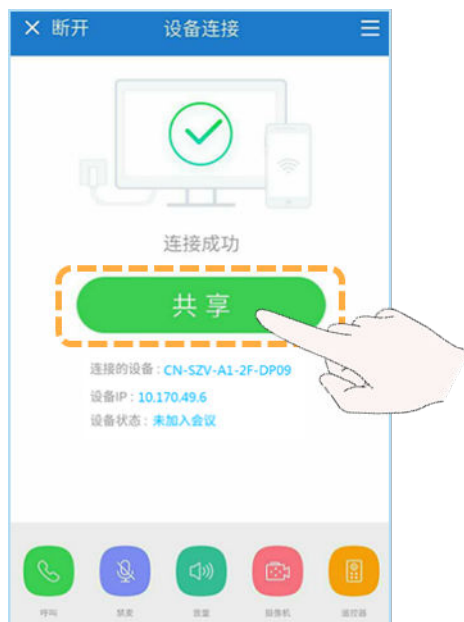 × 断开 设备连接
连接成功
共享
连接的设备：CN-SZV-A1-2F-DP09
设备IP：10.170.49.6
设备状态：未加入会议
呼叫 禁麦 音量 摄像机 遥控器